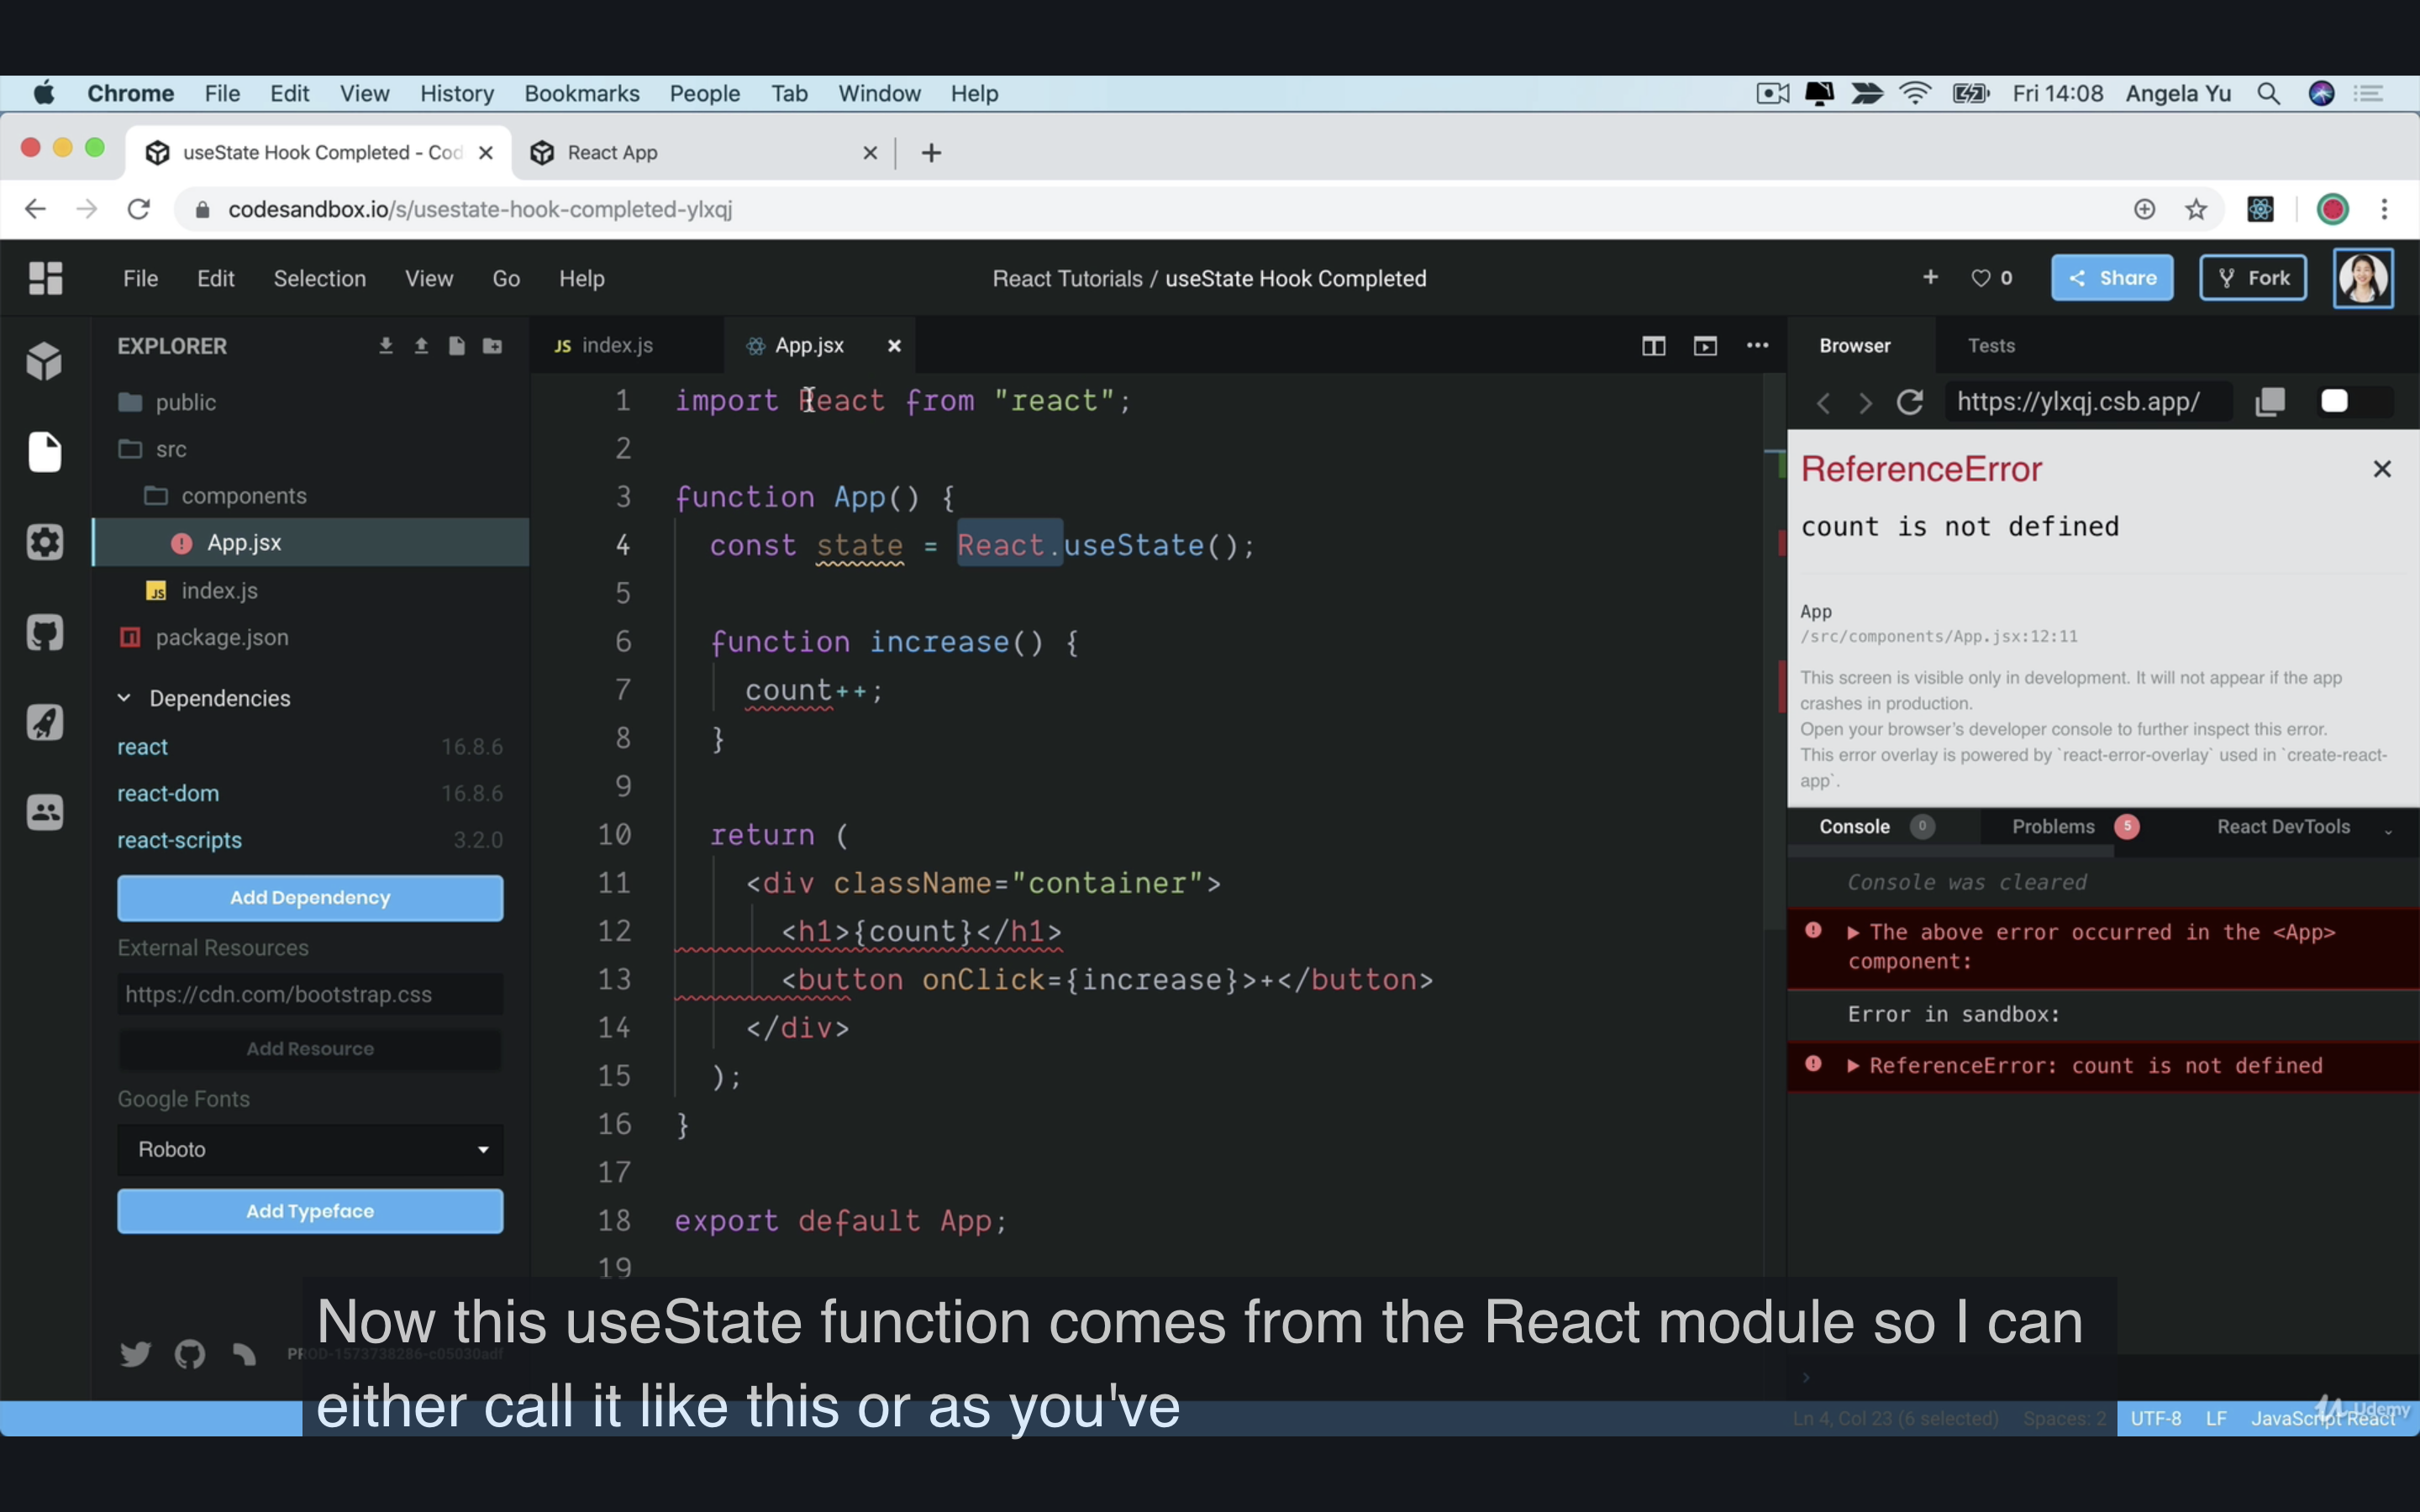 Chrome File Edit View History Bookmarks People Tab Window Help Fri 14:08 Angela Yu
useState Hook Completed - Cod React App
codesandbox.io/s/usestate-hook-completed-ylxqj
File Edit Selection View Go Help React Tutorials / useState Hook Completed + 0 Share Fork
EXPLORER
public
src
components
App.jsx
JS index.js
package.json
Dependencies
react 16.8.6
react-dom 16.8.6
react-scripts 3.2.0
Add Dependency
External Resources
https://cdn.com/bootstrap.css
Add Resource
Google Fonts
Roboto
Add Typeface
PROD-1573738286-c05030adf
JS index.js App.jsx
1 import React from "react";
2
3 function App() {
4 const state = React.useState();
5
6 function increase() {
7 count++;
8 }
9
10 return (
11 <div className="container">
12 <h1>{count}</h1>
13 <button onClick={increase}>+</button>
14 </div>
15 );
16 }
17
18 export default App;
19
Browser Tests
https://ylxqj.csb.app/
ReferenceError
count is not defined
App
/src/components/App.jsx:12:11
This screen is visible only in development. It will not appear if the app
crashes in production.
Open your browser’s developer console to further inspect this error.
This error overlay is powered by `react-error-overlay` used in `create-react-
app`.
Console 0 Problems 5 React DevTools
Console was cleared
The above error occurred in the <App>
component:
Error in sandbox:
ReferenceError: count is not defined
Now this useState function comes from the React module so I can
either call it like this or as you've
Ln 4, Col 23 (6 selected) Spaces: 2 UTF-8 LF JavaScript React
Udemy